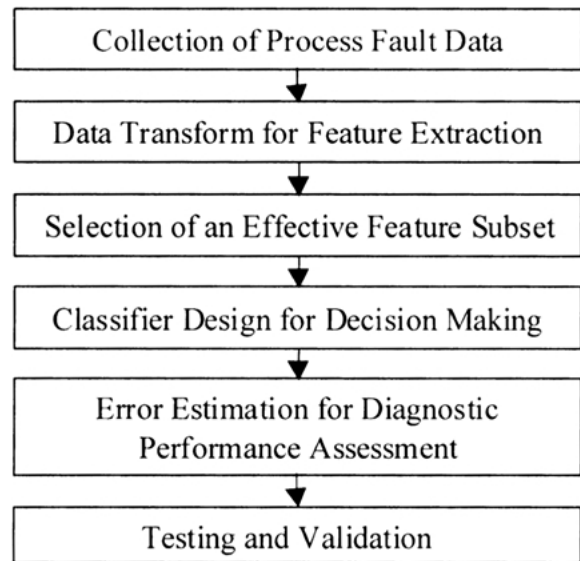 Collection of Process Fault Data
Data Transform for Feature Extraction
Selection of an Effective Feature Subset
Classifier Design for Decision Making
Error Estimation for Diagnostic
Performance Assessment
Testing and Validation